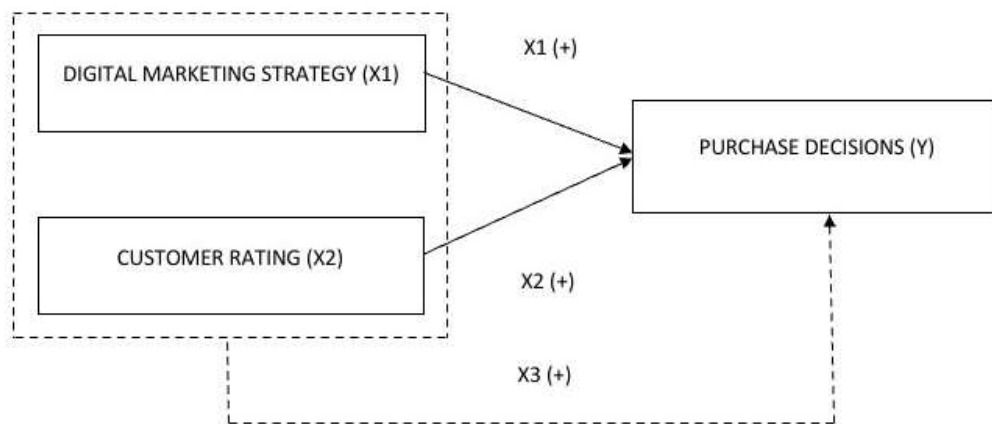 X1 (+)
DIGITAL MARKETING STRATEGY (X1)
PURCHASE DECISIONS (Y)
CUSTOMER RATING (X2)
X2 (+)
X3 (+)